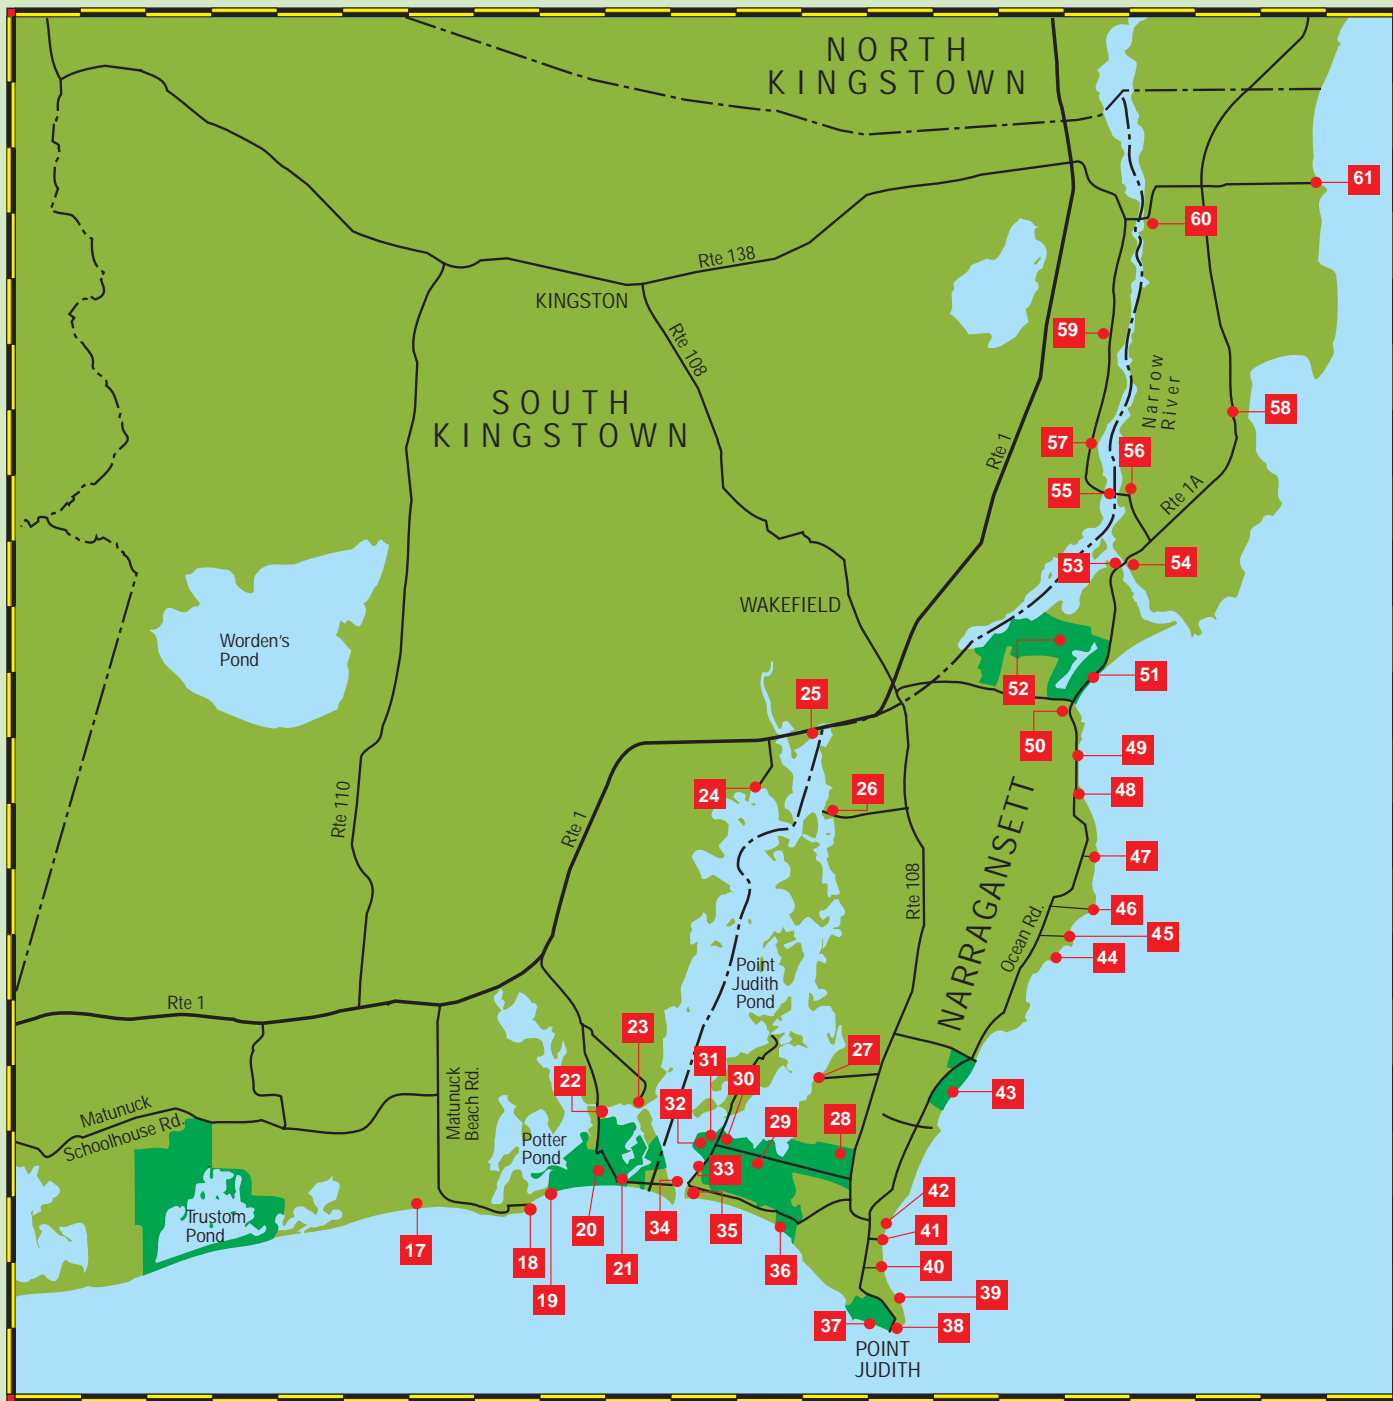 NORTH
KINGSTOWN
61
60
Rte 138
KINGSTON
59
Rte 108
Narrow
River
SOUTH
KINGSTOWN
58
57
Rte 1
56
55
Rte 1A
53
54
WAKEFIELD
Worden's
Pond
52
51
25
50
49
24
26
48
Rte 110
Rte 1
NARRAGANSETT
47
Rte 108
46
Ocean Rd.
45
44
Point
Judith
Pond
Rte 1
23
27
31
30
22
32
29
28
43
Matunuck
Beach Rd.
Matunuck
Schoolhouse Rd.
Potter
Pond
33
42
Trustom
Pond
17
18
20
21
34
35
41
36
40
19
39
37
38
POINT
JUDITH